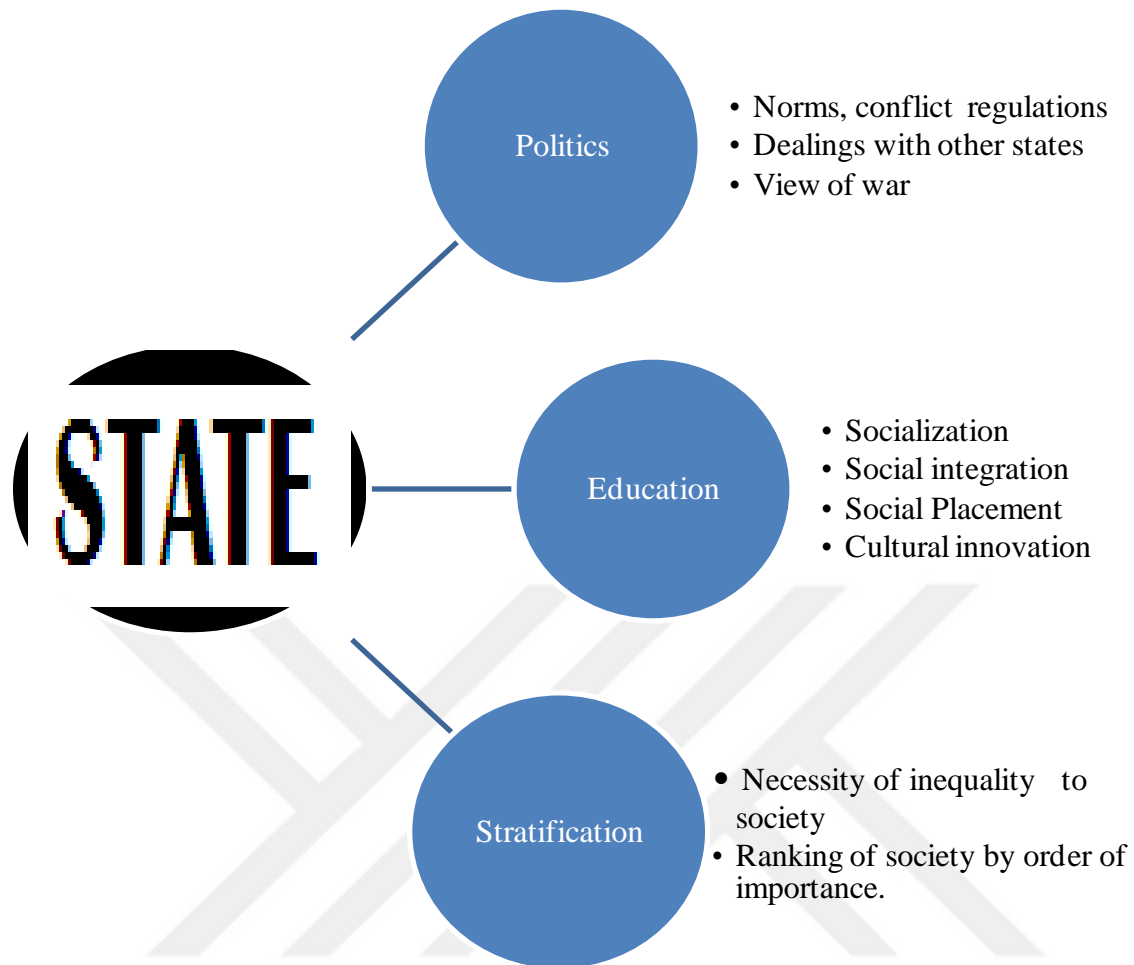 Politics
• Norms, conflict regulations
• Dealings with other states
• View of war
STATE
Education
• Socialization
• Social integration
• Social Placement
• Cultural innovation
Stratification
• Necessity of inequality to
society
• Ranking of society by order of
importance.